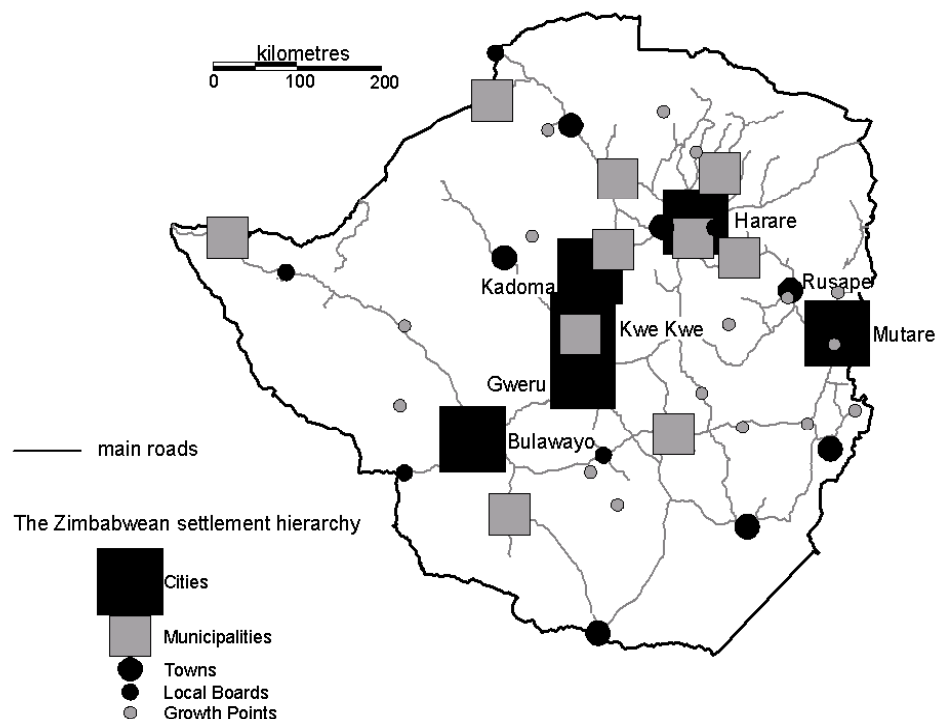 kilometres
0 100 200
Harare
Kadoma
Rusape
Kwe Kwe
Mutare
Gweru
Bulawayo
main roads
The Zimbabwean settlement hierarchy
Cities
Municipalities
Towns
Local Boards
Growth Points